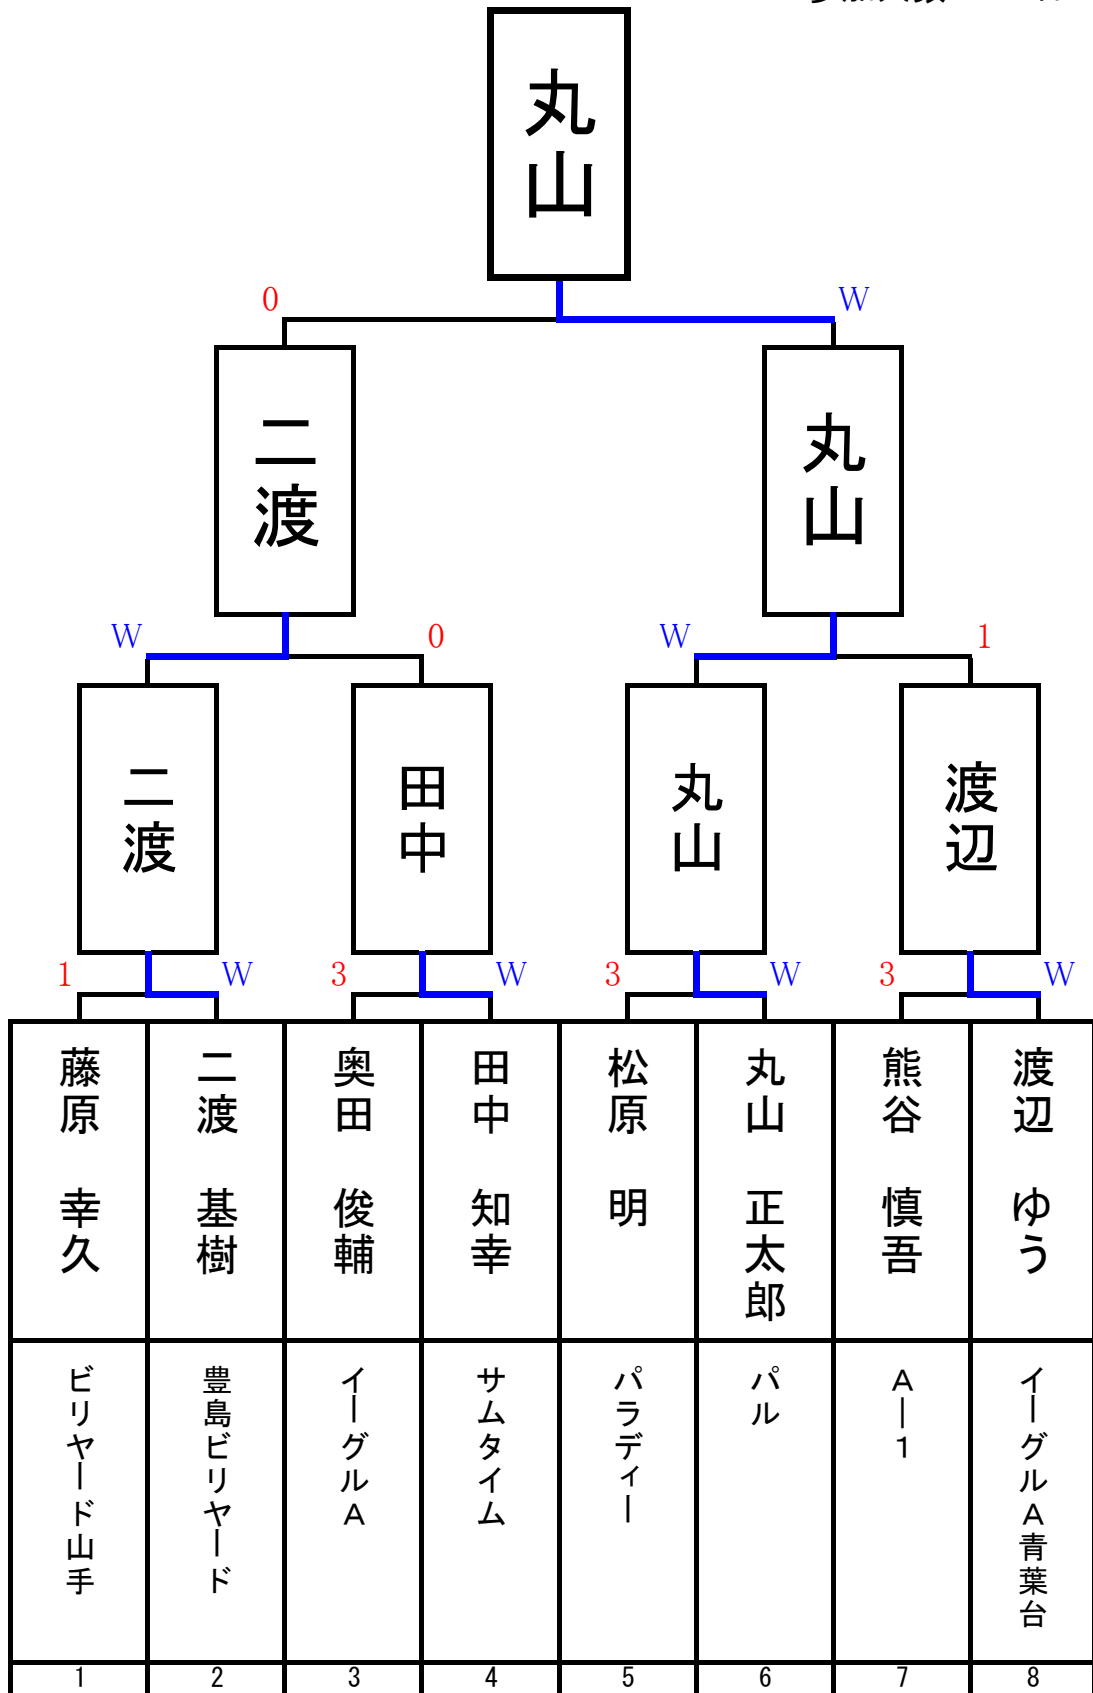 丸山
0
W
二渡
丸山
W
0
W
1
二渡
田中
丸山
渡辺
1
W
3
W
3
W
3
W
藤原 幸久
二渡 基樹
奥田 俊輔
田中 知幸
松原 明
丸山 正太郎
熊谷 慎吾
渡辺 ゆう
ビリヤード山手
豊島ビリヤード
イーグルA
サムタイム
パラディー
パル
A―1
イーグルA青葉台
1
2
3
4
5
6
7
8